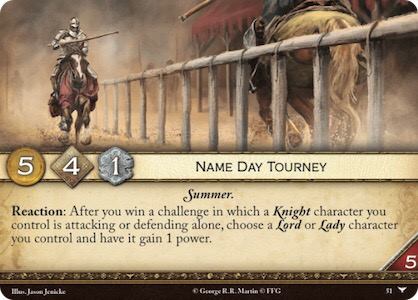 5 4 1 NAME DAY TOURNEY
Summer.
Reaction: After you win a challenge in which a Knight character you
control is attacking or defending alone, choose a Lord or Lady character
you control and have it gain 1 power.
5
Illus. Jason Jenicke © George R.R. Martin © FFG 51